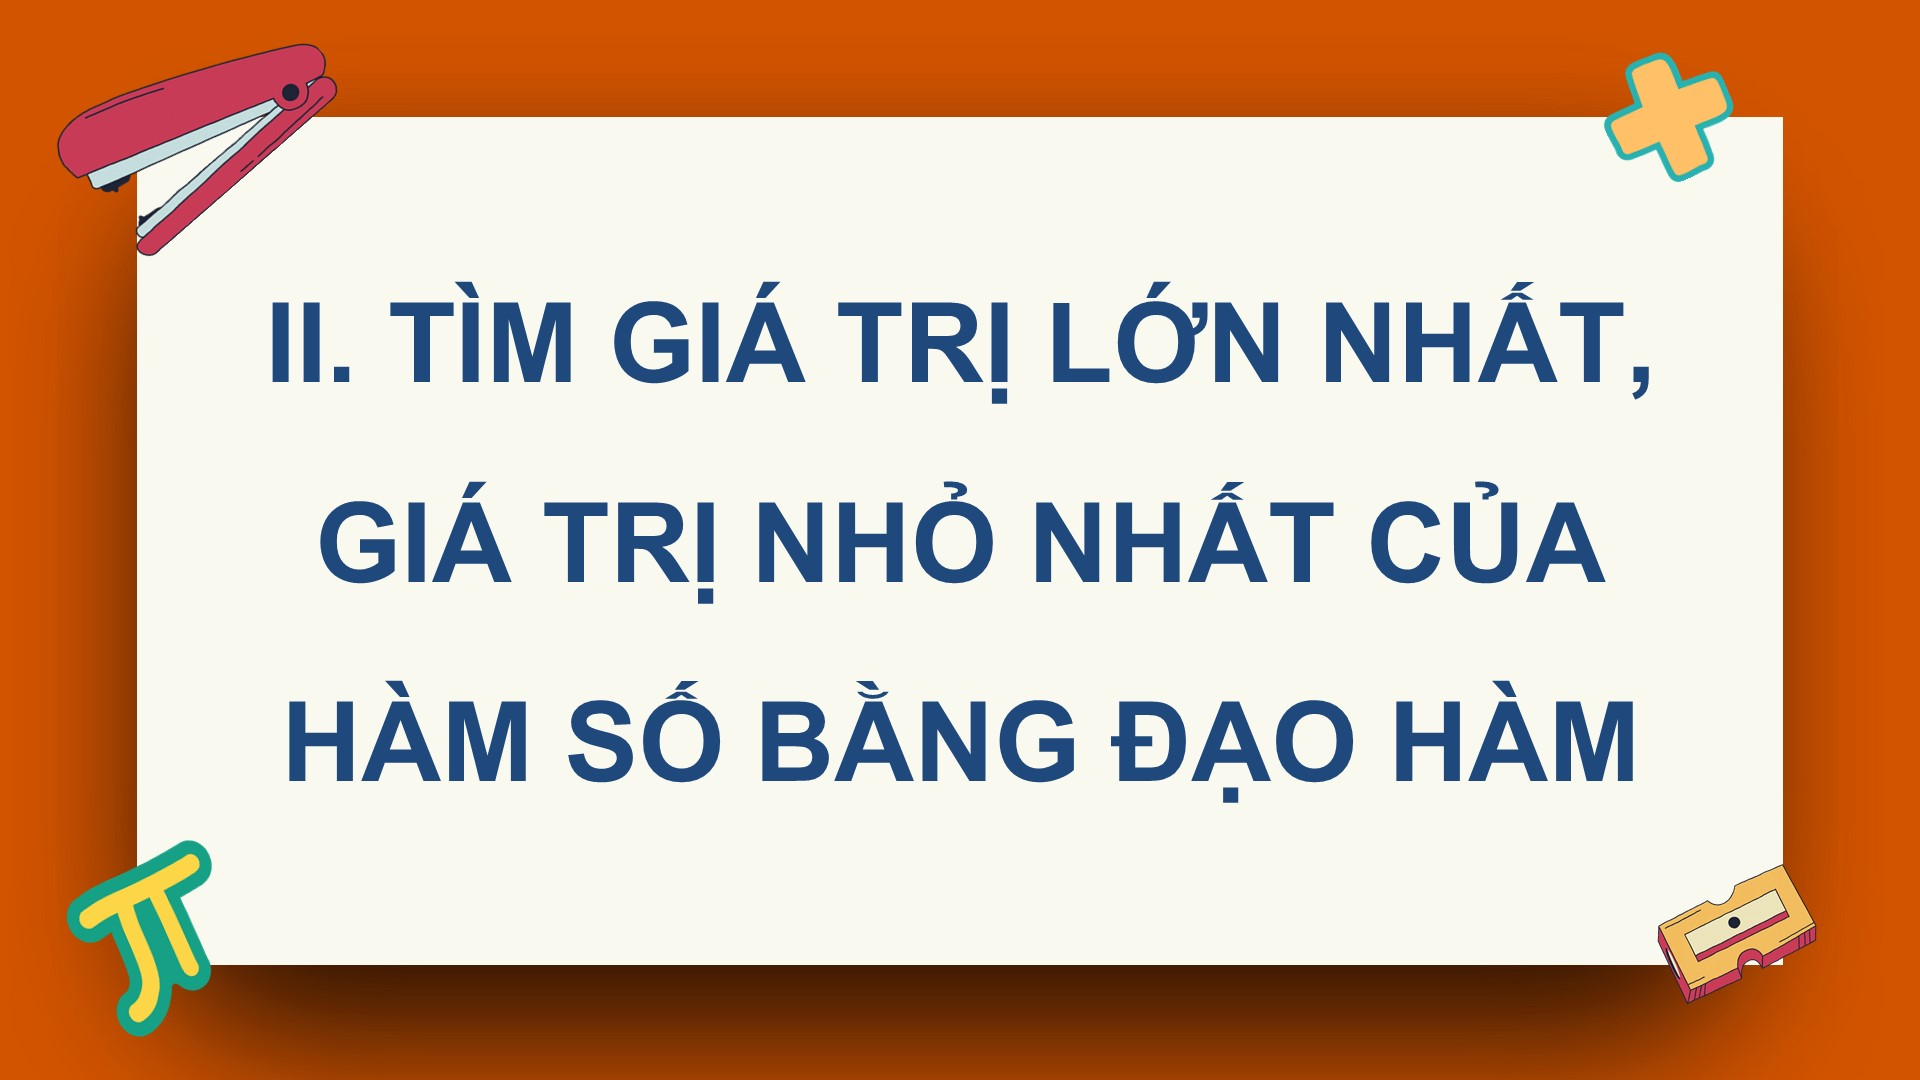 II. TÌM GIÁ TRỊ LỚN NHẤT,
GIÁ TRỊ NHỎ NHẤT CỦA
HÀM SỐ BẰNG ĐẠO HÀM